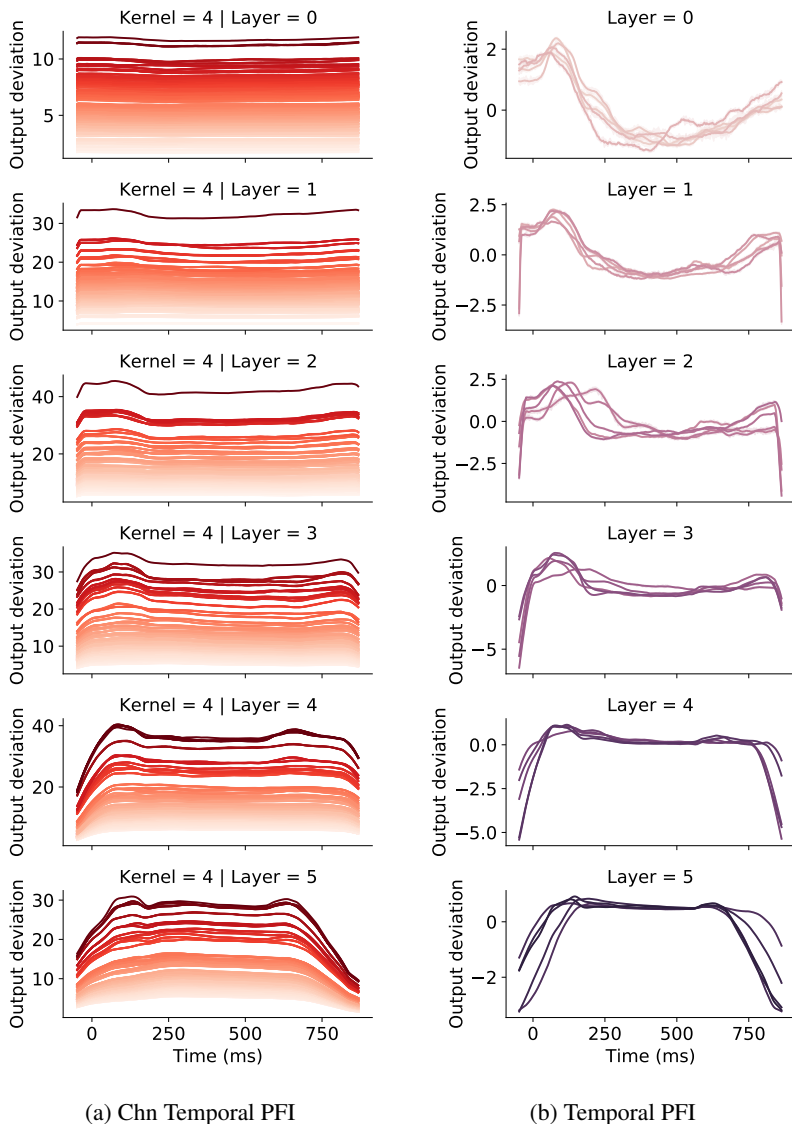 Kernel = 4 | Layer = 0
Layer = 0
Output deviation
10
5
Output deviation
2
0
Kernel = 4 | Layer = 1
Layer = 1
Output deviation
30
20
10
Output deviation
2.5
0.0
−2.5
Kernel = 4 | Layer = 2
Layer = 2
Output deviation
40
20
Output deviation
2.5
0.0
−2.5
Kernel = 4 | Layer = 3
Layer = 3
Output deviation
30
20
10
Output deviation
0
−5
Kernel = 4 | Layer = 4
Layer = 4
Output deviation
40
20
Output deviation
0.0
−2.5
−5.0
Kernel = 4 | Layer = 5
Layer = 5
Output deviation
30
20
10
Output deviation
0
−2
0 250 500 750
0 250 500 750
Time (ms)
Time (ms)
(a) Chn Temporal PFI
(b) Temporal PFI